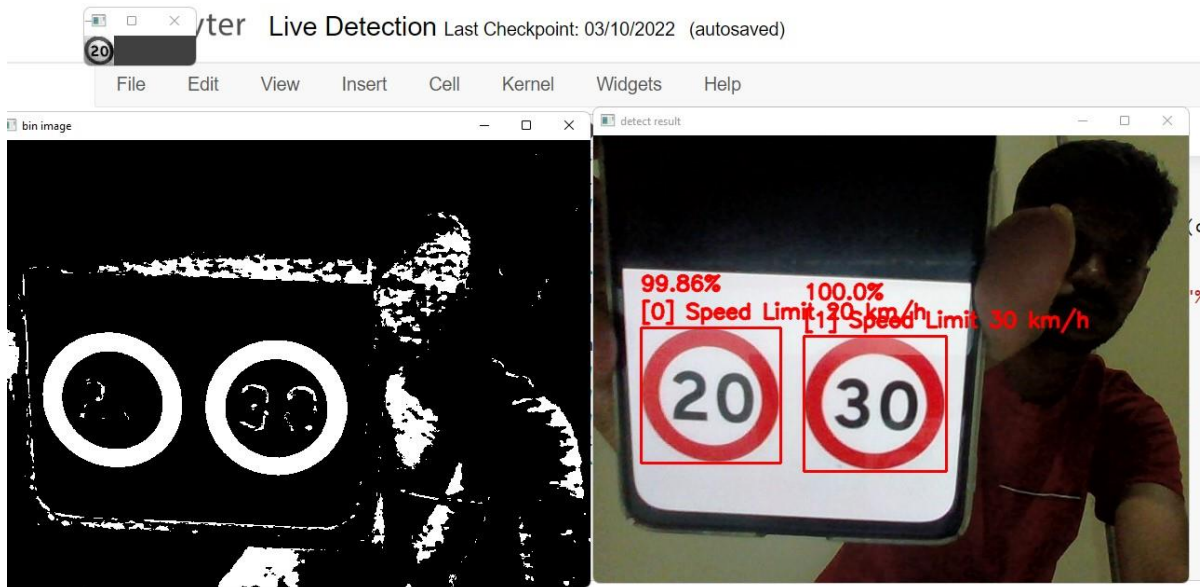 yter Live Detection Last Checkpoint: 03/10/2022 (autosaved)
20
File Edit View Insert Cell Kernel Widgets Help
bin image
detect result
99.86%
[0] Speed Limit 20 km/h
100.0%
[1] Speed Limit 30 km/h
20
30